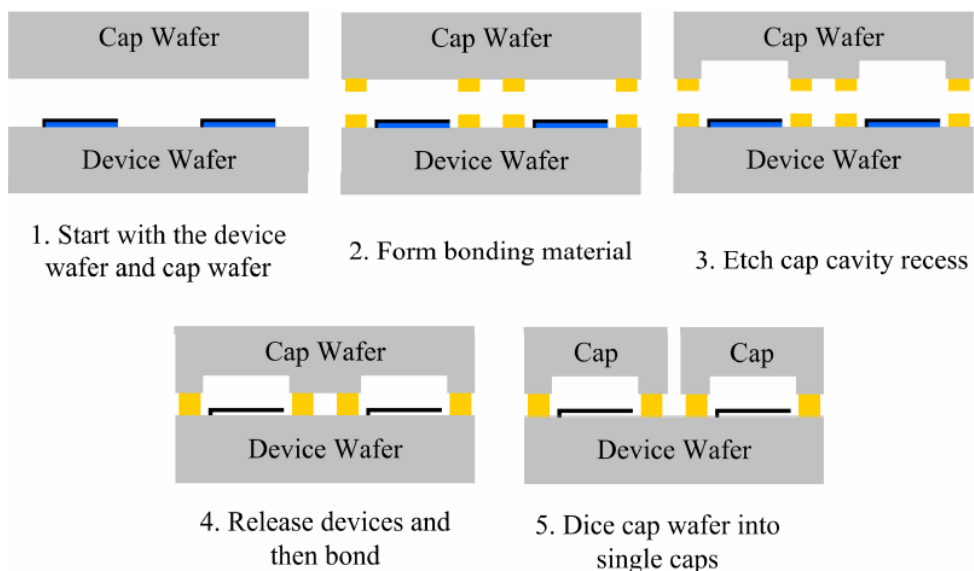 Cap Wafer
Device Wafer
1. Start with the device
wafer and cap wafer
Cap Wafer
Device Wafer
2. Form bonding material
Cap Wafer
Device Wafer
3. Etch cap cavity recess
Cap Wafer
Device Wafer
4. Release devices and
then bond
Cap
Cap
Device Wafer
5. Dice cap wafer into
single caps